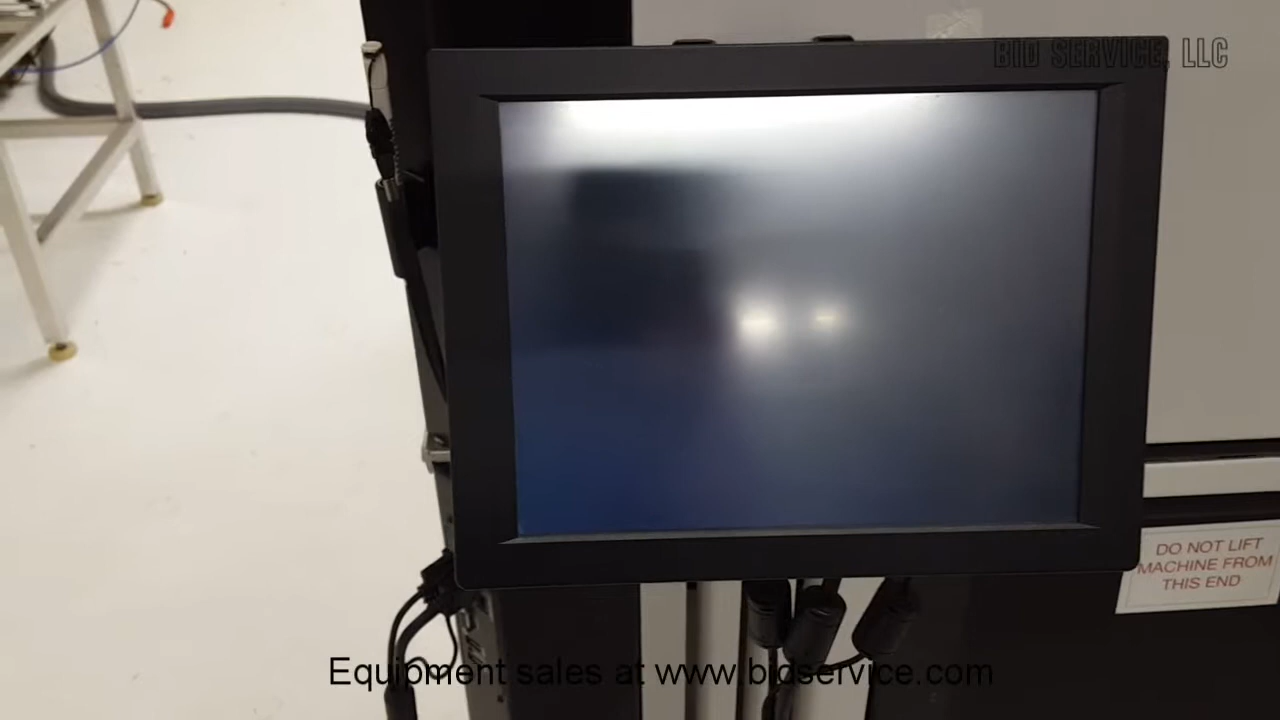 BID SERVICE, LLC
DO NOT LIFT
MACHINE FROM
THIS END
Equipment sales at www.bidservice.com